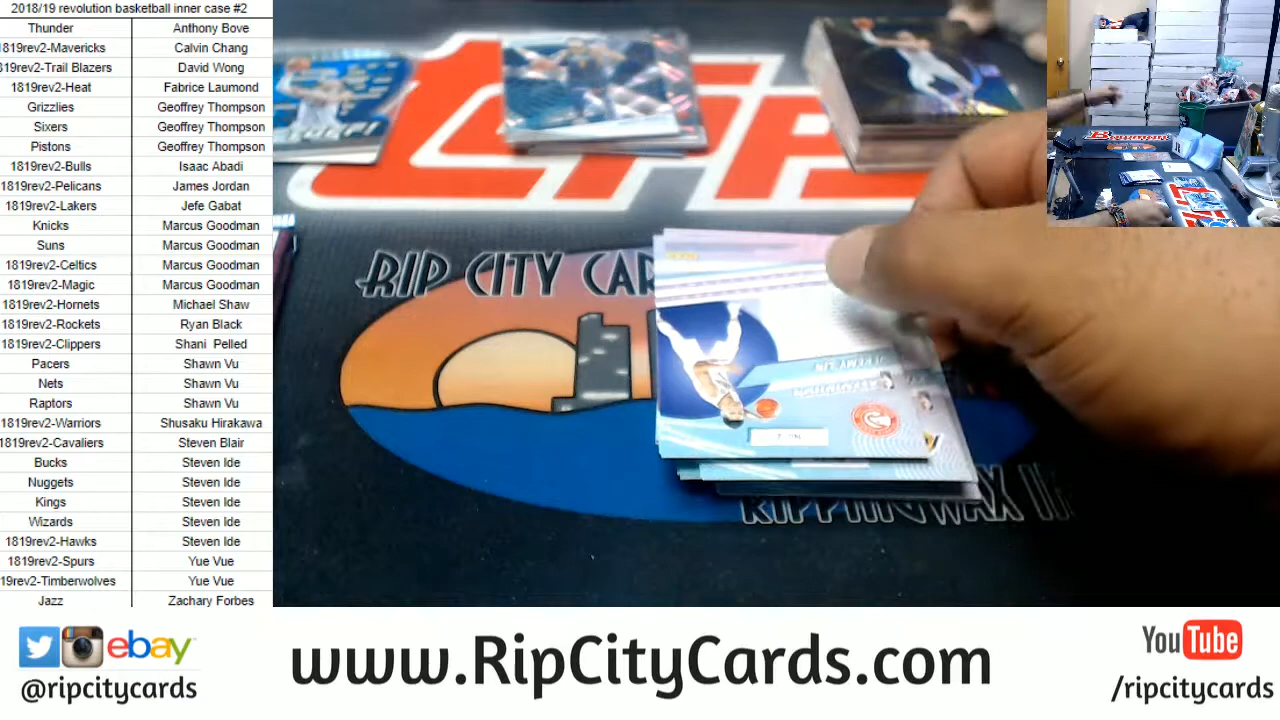 2018/19 revolution basketball inner case #2
Thunder Anthony Bove
1819rev2-Mavericks Calvin Chang
19rev2-Trail Blazers David Wong
1819rev2-Heat Fabrice Laumond
Grizzlies Geoffrey Thompson
Sixers Geoffrey Thompson
Pistons Geoffrey Thompson
1819rev2-Bulls Isaac Abadi
1819rev2-Pelicans James Jordan
1819rev2-Lakers Jefe Gabat
Knicks Marcus Goodman
Suns Marcus Goodman
1819rev2-Celtics Marcus Goodman
1819rev2-Magic Marcus Goodman
1819rev2-Hornets Michael Shaw
1819rev2-Rockets Ryan Black
1819rev2-Clippers Shani Pelled
Pacers Shawn Vu
Nets Shawn Vu
Raptors Shawn Vu
1819rev2-Warriors Shusaku Hirakawa
1819rev2-Cavaliers Steven Blair
Bucks Steven Ide
Nuggets Steven Ide
Kings Steven Ide
Wizards Steven Ide
1819rev2-Hawks Steven Ide
1819rev2-Spurs Yue Vue
19rev2-Timberwolves Yue Vue
Jazz Zachary Forbes
RIP CITY CAR
JEREMY LIN
RIPPINGWAX
ebay
@ripcitycards
www.RipCityCards.com
YouTube
/ripcitycards